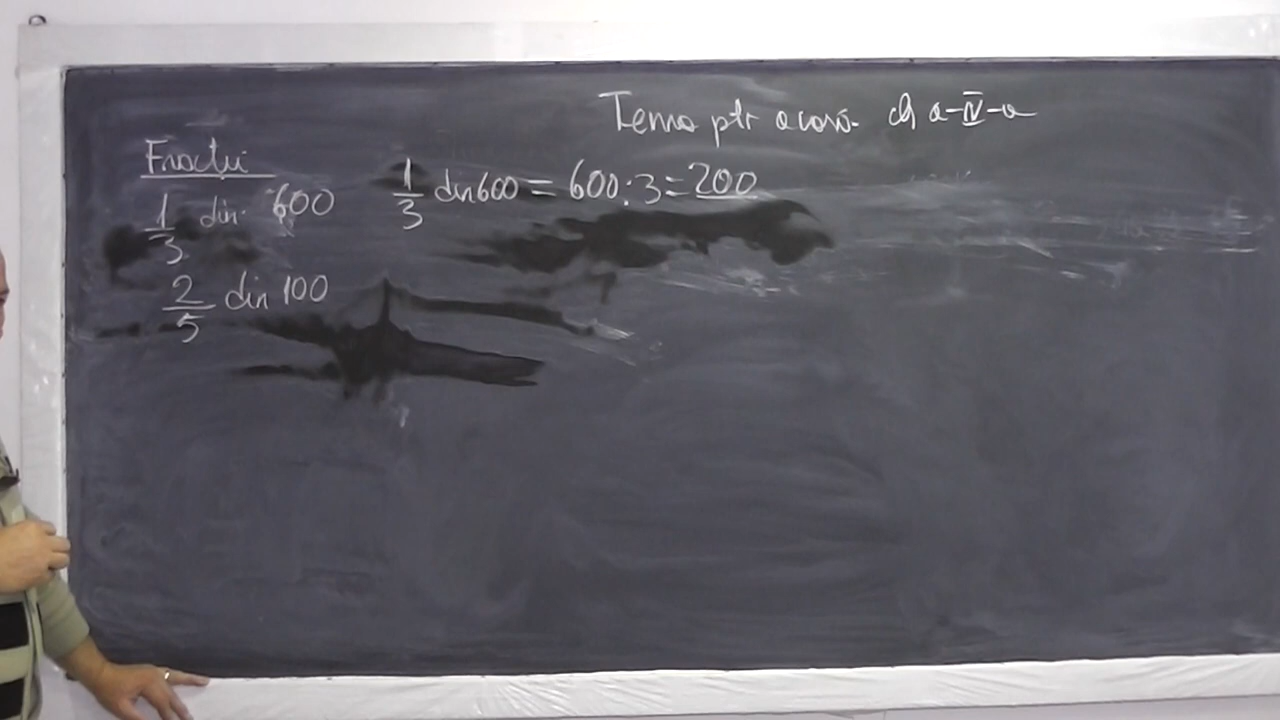 Tema ptr acasă cls a-IV-a
Fracții
1/3 din 600
1/3 din 600 = 600:3 = 200
2/5 din 100